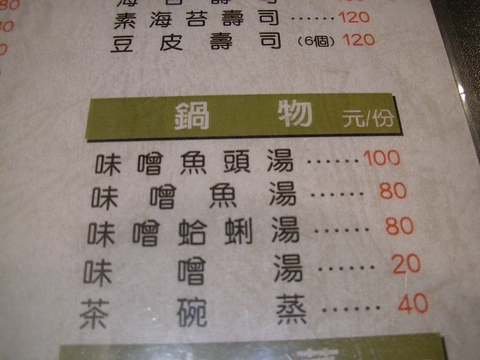 素海苔壽司······120
豆皮壽司(6個)120
鍋物 元/份
味噌魚頭湯······100
味噌魚湯······80
味噌蛤蜊湯······80
味噌湯······20
茶碗蒸······40